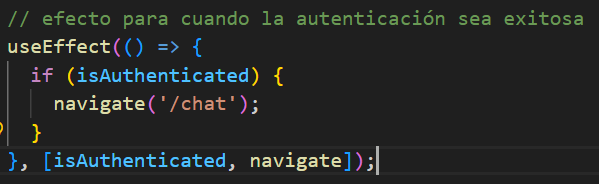 // efecto para cuando la autenticación sea exitosa
useEffect(() => {
  if (isAuthenticated) {
    navigate('/chat');
  }
}, [isAuthenticated, navigate]);